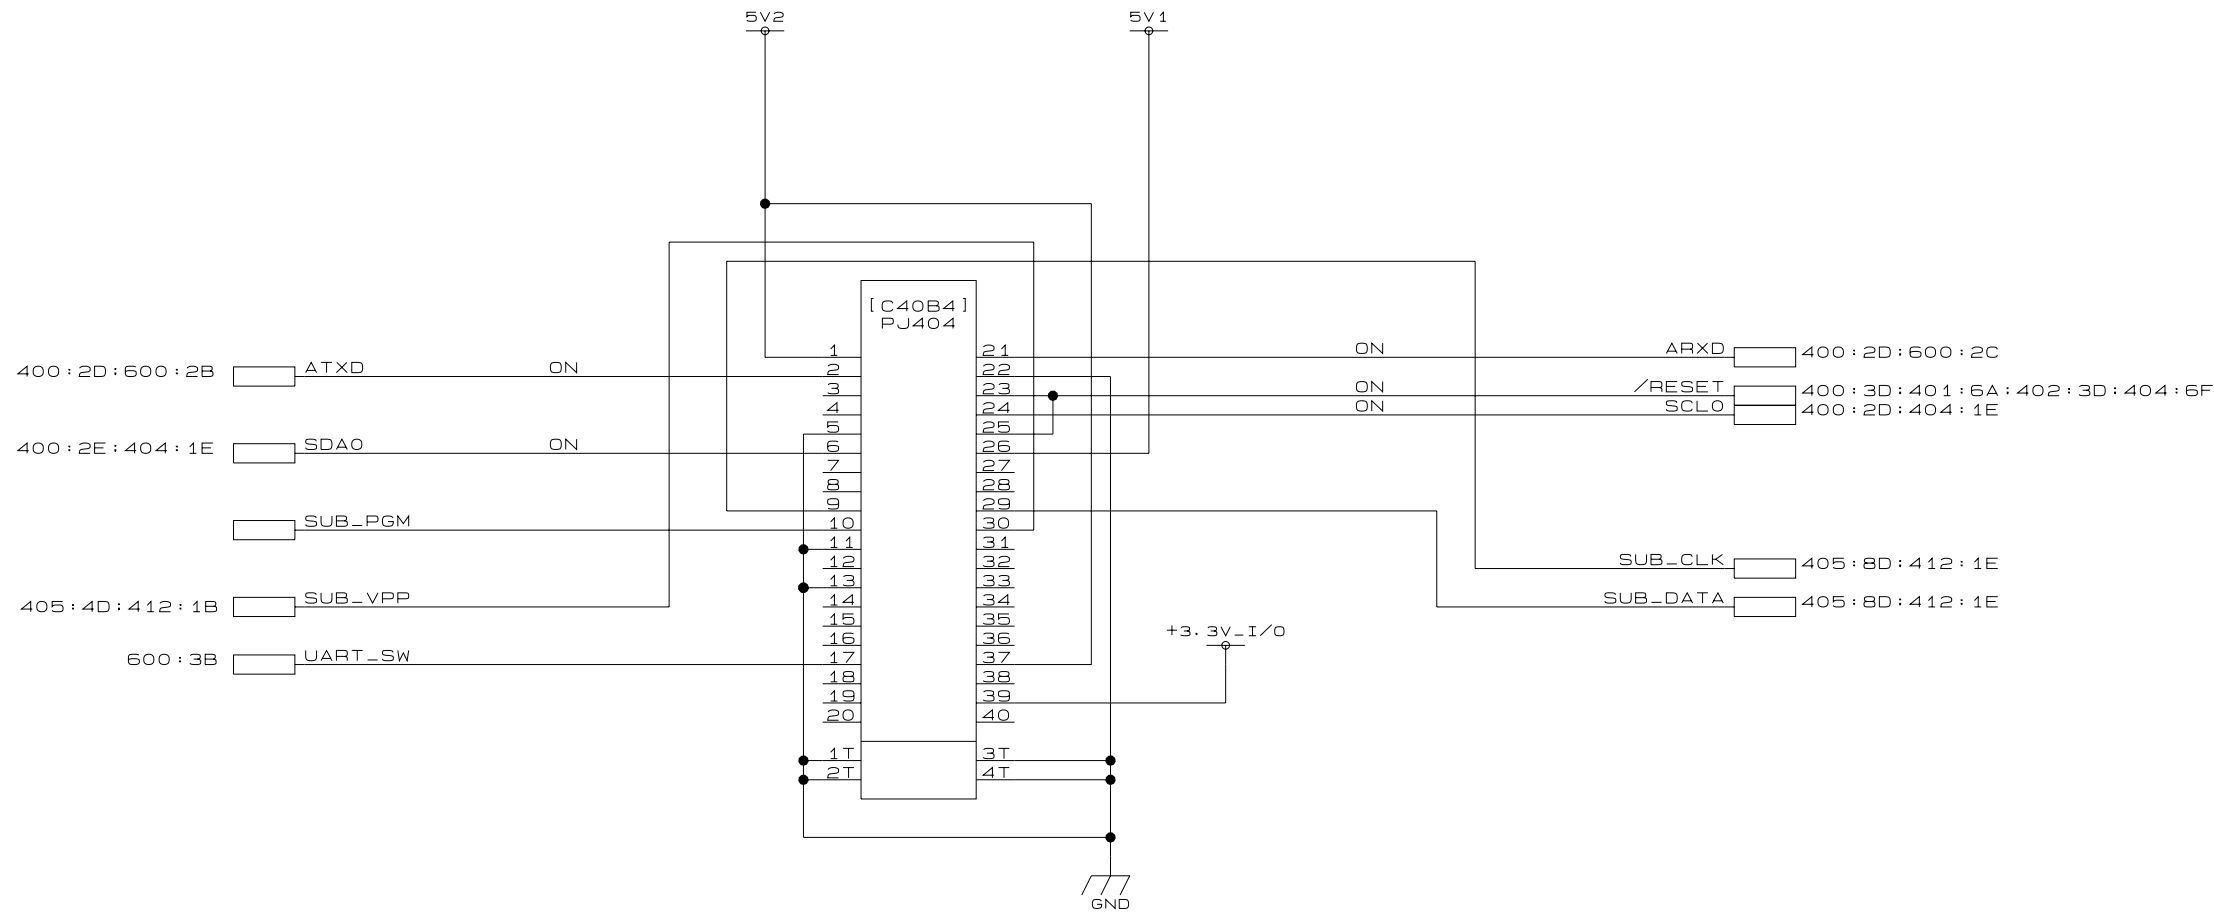 5V2
5V1
[C40B4]
PJ404
1
2
3
4
5
6
7
8
9
10
11
12
13
14
15
16
17
18
19
20
1T
2T
21
22
23
24
25
26
27
28
29
30
31
32
33
34
35
36
37
38
39
40
3T
4T
400:2D:600:2B ATXD ON
400:2E:404:1E SDA0 ON
SUB_PGM
405:4D:412:1B SUB_VPP
600:3B UART_SW
ON ARXD 400:2D:600:2C
ON /RESET 400:3D:401:6A:402:3D:404:6F
ON SCL0 400:2D:404:1E
SUB_CLK 405:8D:412:1E
SUB_DATA 405:8D:412:1E
+3.3V_I/O
GND